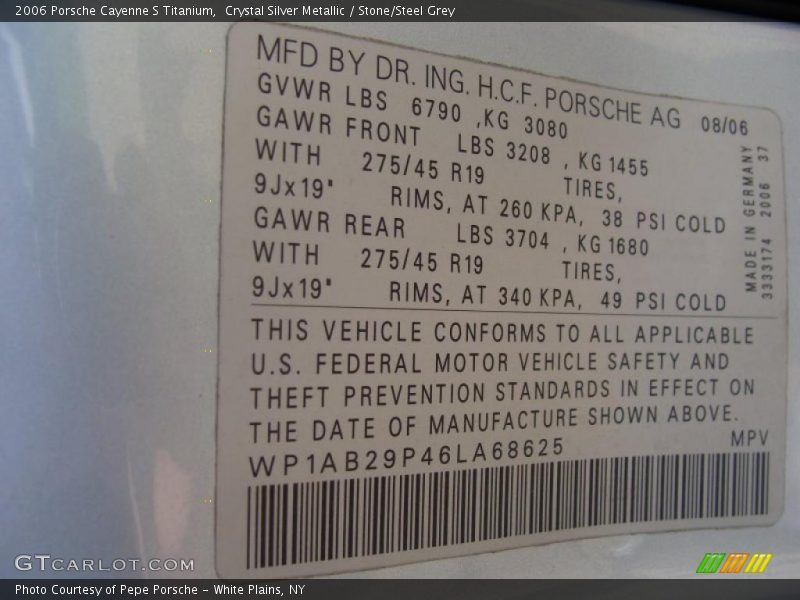 2006 Porsche Cayenne S Titanium,  Crystal Silver Metallic / Stone/Steel Grey
MFD BY DR. ING. H.C.F. PORSCHE AG 08/06
GVWR LBS 6790 ,KG 3080
GAWR FRONT LBS 3208 , KG 1455
WITH 275/45 R19 TIRES,
9Jx19" RIMS, AT 260 KPA, 38 PSI COLD
GAWR REAR LBS 3704 , KG 1680
WITH 275/45 R19 TIRES,
9Jx19" RIMS, AT 340 KPA, 49 PSI COLD
MADE IN GERMANY
3333174 2006 37
THIS VEHICLE CONFORMS TO ALL APPLICABLE
U.S. FEDERAL MOTOR VEHICLE SAFETY AND
THEFT PREVENTION STANDARDS IN EFFECT ON
THE DATE OF MANUFACTURE SHOWN ABOVE.
WP1AB29P46LA68625 MPV
GTCARLOT.COM
Photo Courtesy of Pepe Porsche - White Plains, NY